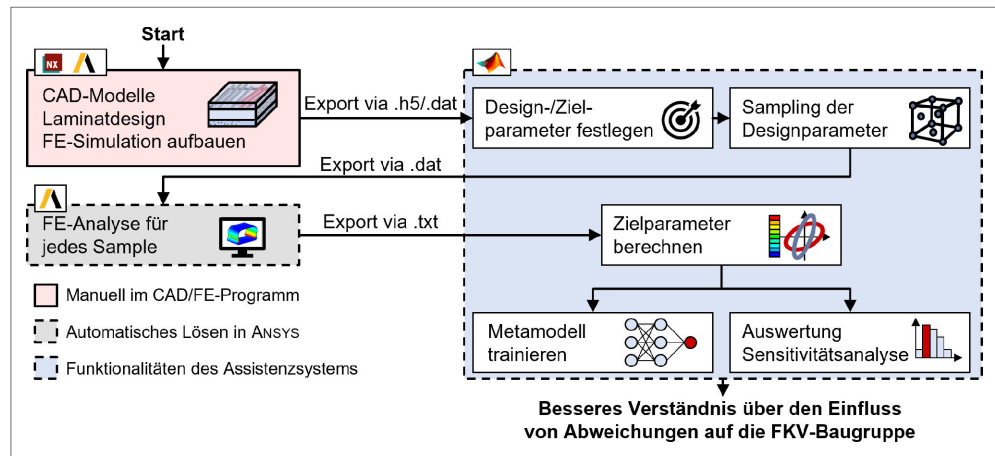 Start
NX
CAD-Modelle
Laminatdesign
FE-Simulation aufbauen
Export via .h5/.dat
Design-/Ziel-
parameter festlegen
Sampling der
Designparameter
Export via .dat
FE-Analyse für
jedes Sample
Export via .txt
Zielparameter
berechnen
Metamodell
trainieren
Auswertung
Sensitivitätsanalyse
Manuell im CAD/FE-Programm
Automatisches Lösen in ANSYS
Funktionalitäten des Assistenzsystems
Besseres Verständnis über den Einfluss
von Abweichungen auf die FKV-Baugruppe